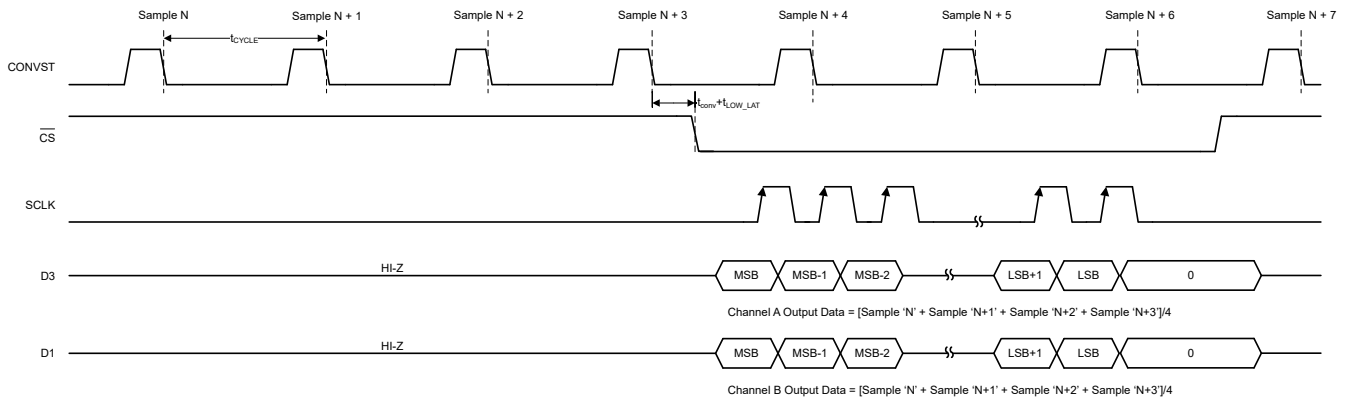 Sample N
Sample N + 1
Sample N + 2
Sample N + 3
Sample N + 4
Sample N + 5
Sample N + 6
Sample N + 7
tCYCLE
CONVST
tconv+tLOW_LAT
CS
SCLK
D3
HI-Z
MSB
MSB-1
MSB-2
LSB+1
LSB
0
Channel A Output Data = [Sample ‘N’ + Sample ‘N+1’ + Sample ‘N+2’ + Sample ‘N+3’]/4
D1
HI-Z
MSB
MSB-1
MSB-2
LSB+1
LSB
0
Channel B Output Data = [Sample ‘N’ + Sample ‘N+1’ + Sample ‘N+2’ + Sample ‘N+3’]/4